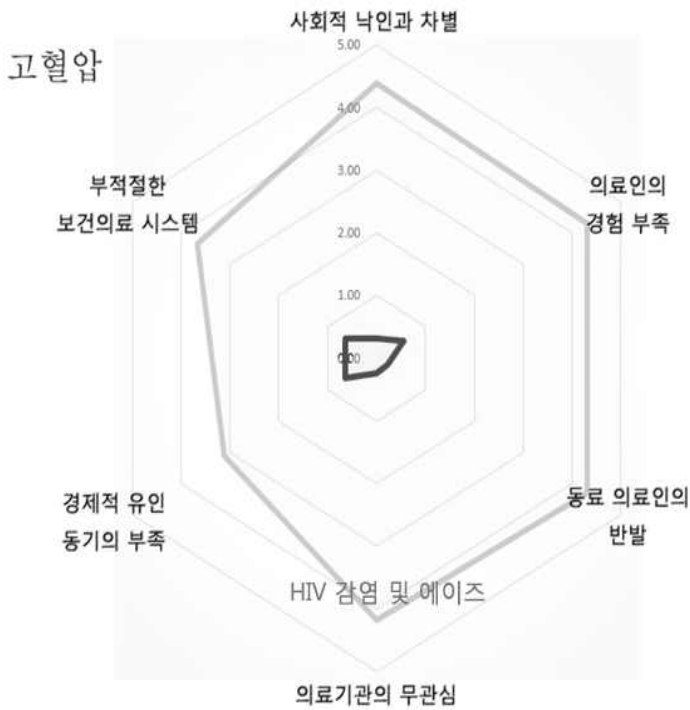 사회적 낙인과 차별
5.00
고혈압
4.00
3.00
부적절한
보건의료 시스템
의료인의
경험 부족
2.00
1.00
0.00
경제적 유인
동기의 부족
동료 의료인의
반발
HIV 감염 및 에이즈
의료기관의 무관심